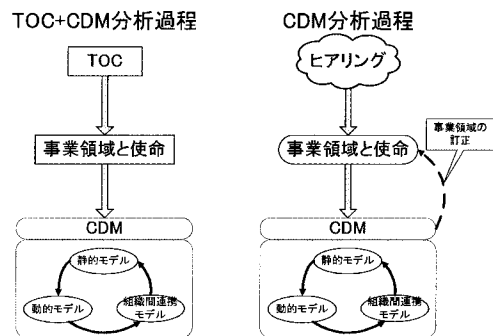 TOC+CDM分析過程
TOC
事業領域と使命
CDM
静的モデル
動的モデル
組織間連携
モデル
CDM分析過程
ヒアリング
事業領域と使命
事業領域の
訂正
CDM
静的モデル
動的モデル
組織間連携
モデル